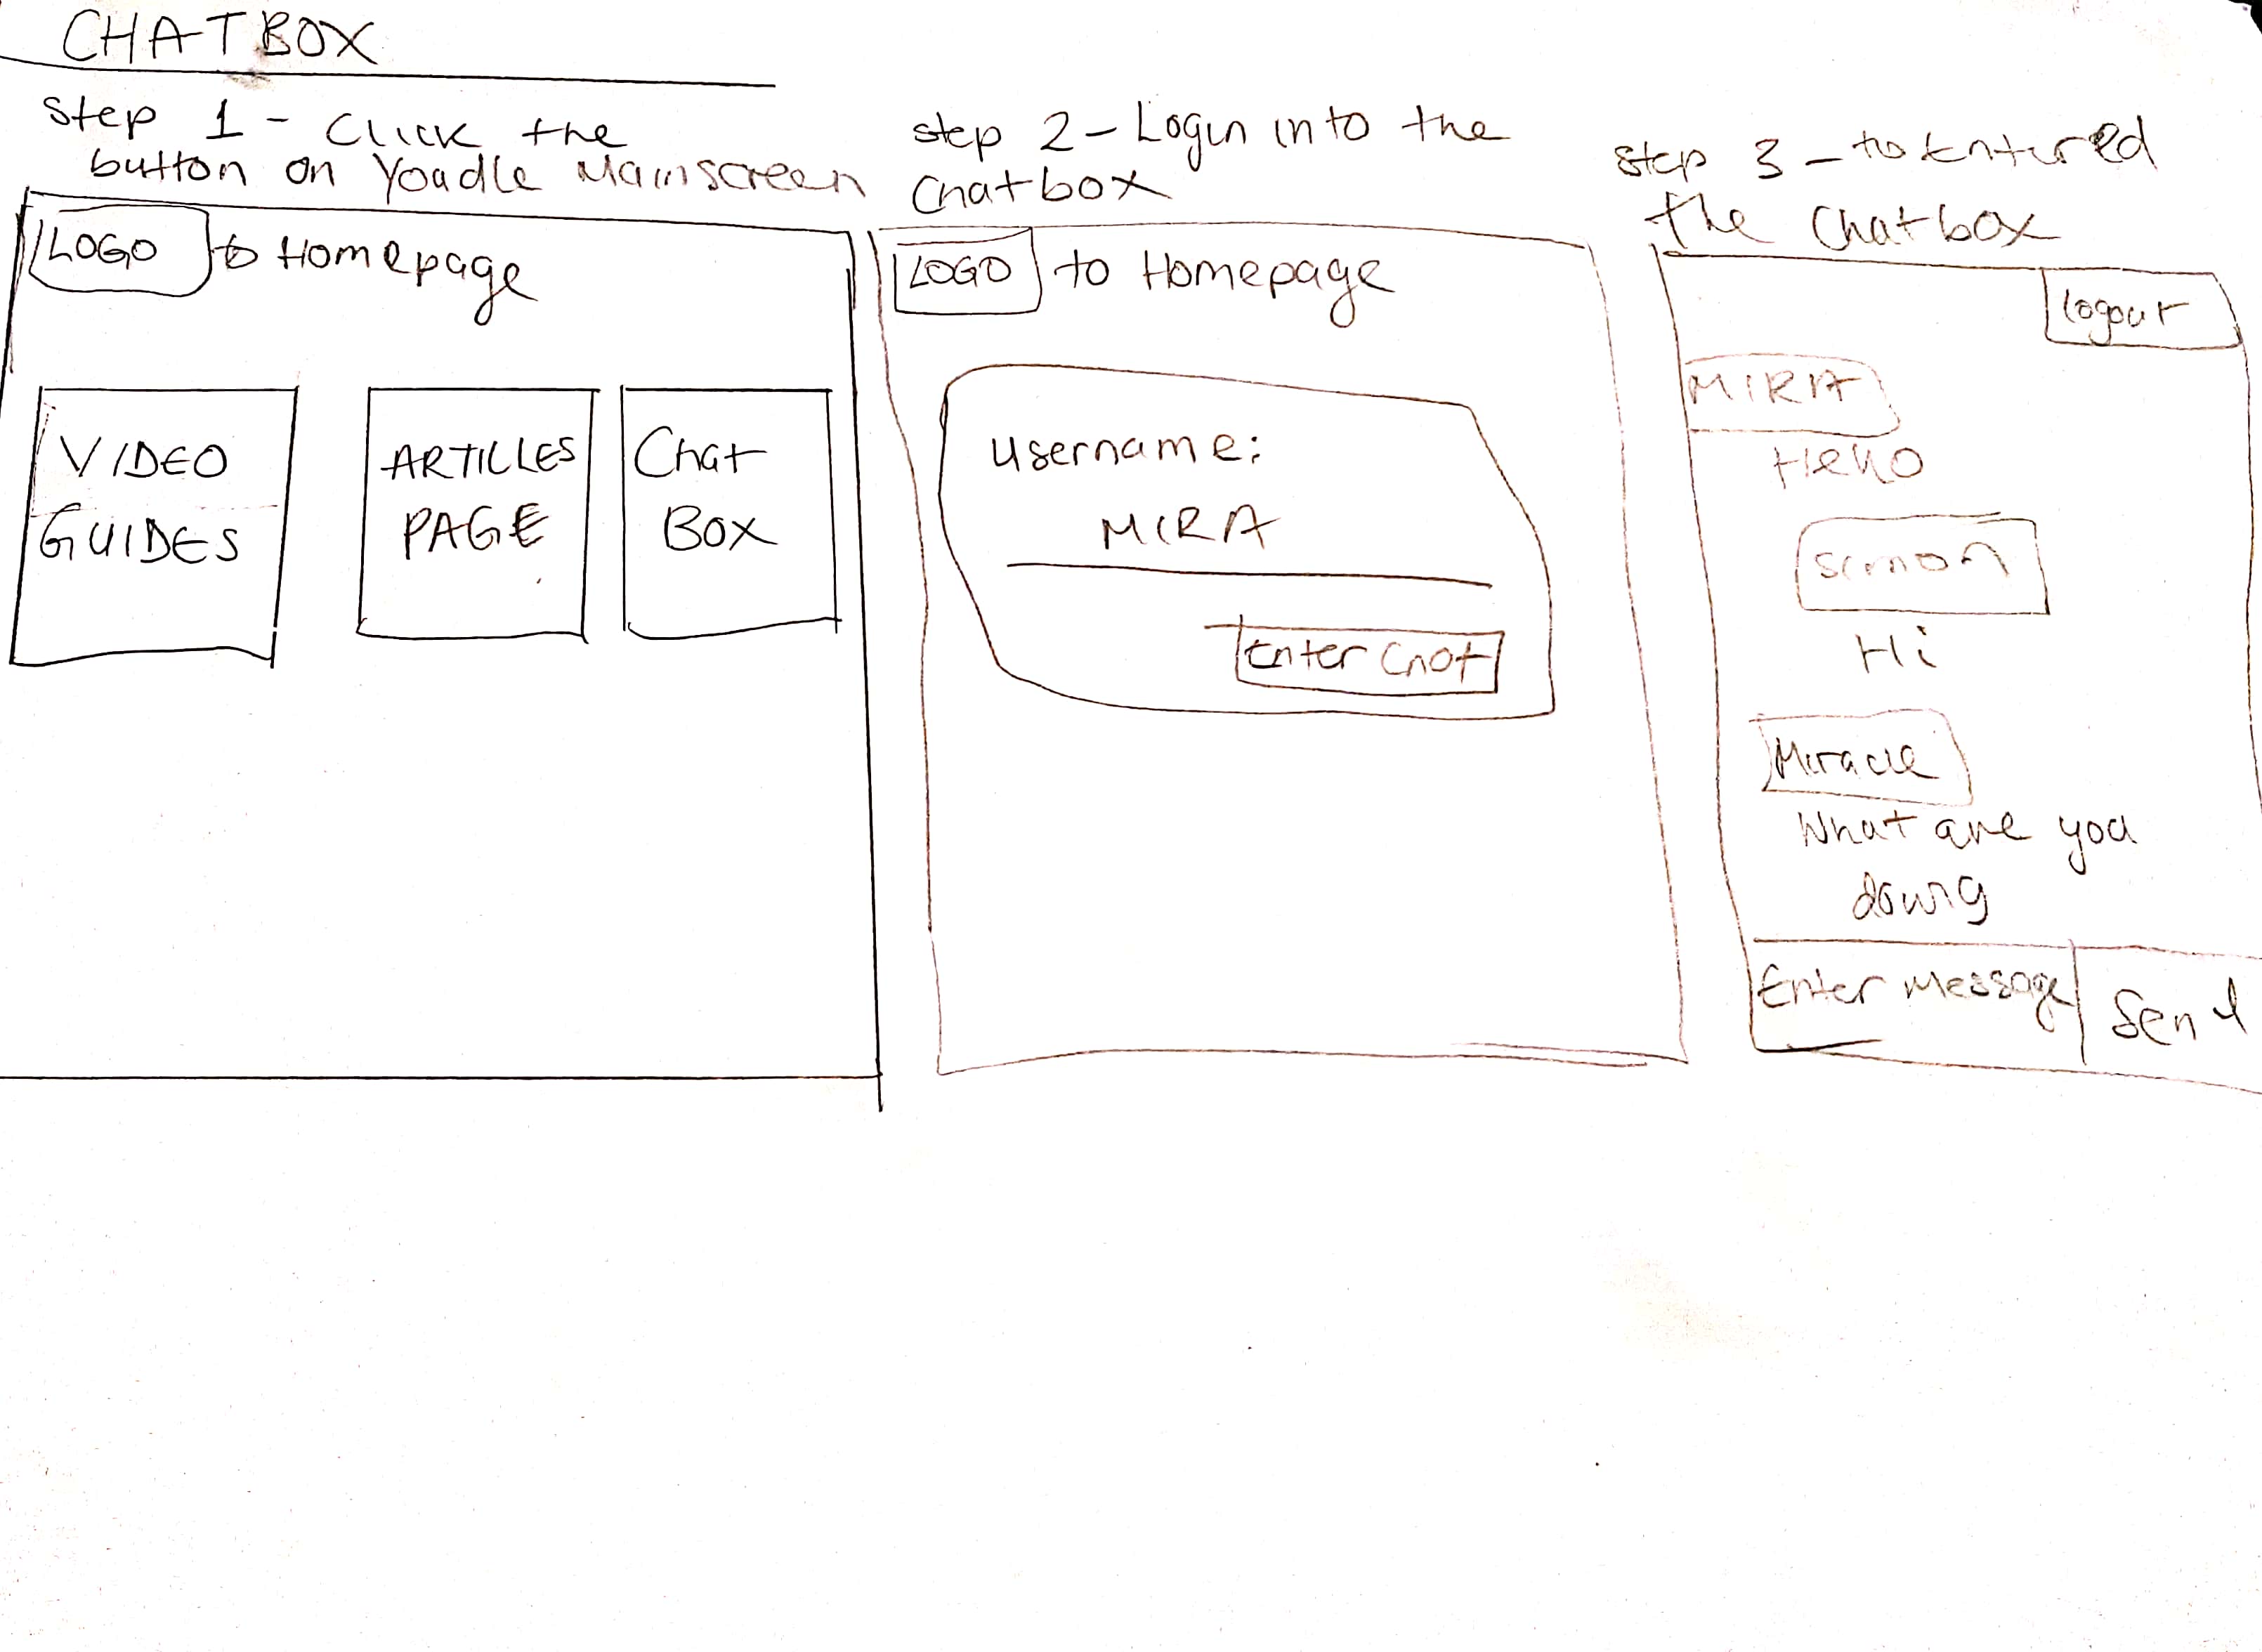 CHATBOX
Step 1 - Click the
button on Yoadle Mainscreen
LOGO to Homepage
VIDEO
GUIDES
ARTICLES
PAGE
Chat
BOX
step 2 - Login into the
Chatbox
LOGO to Homepage
username:
MIRA
Enter Chat
step 3 - to Entered
the Chatbox
logout
MIRA
Hello
simon
Hi
Miracle
What are you
doing
Enter Message
Send